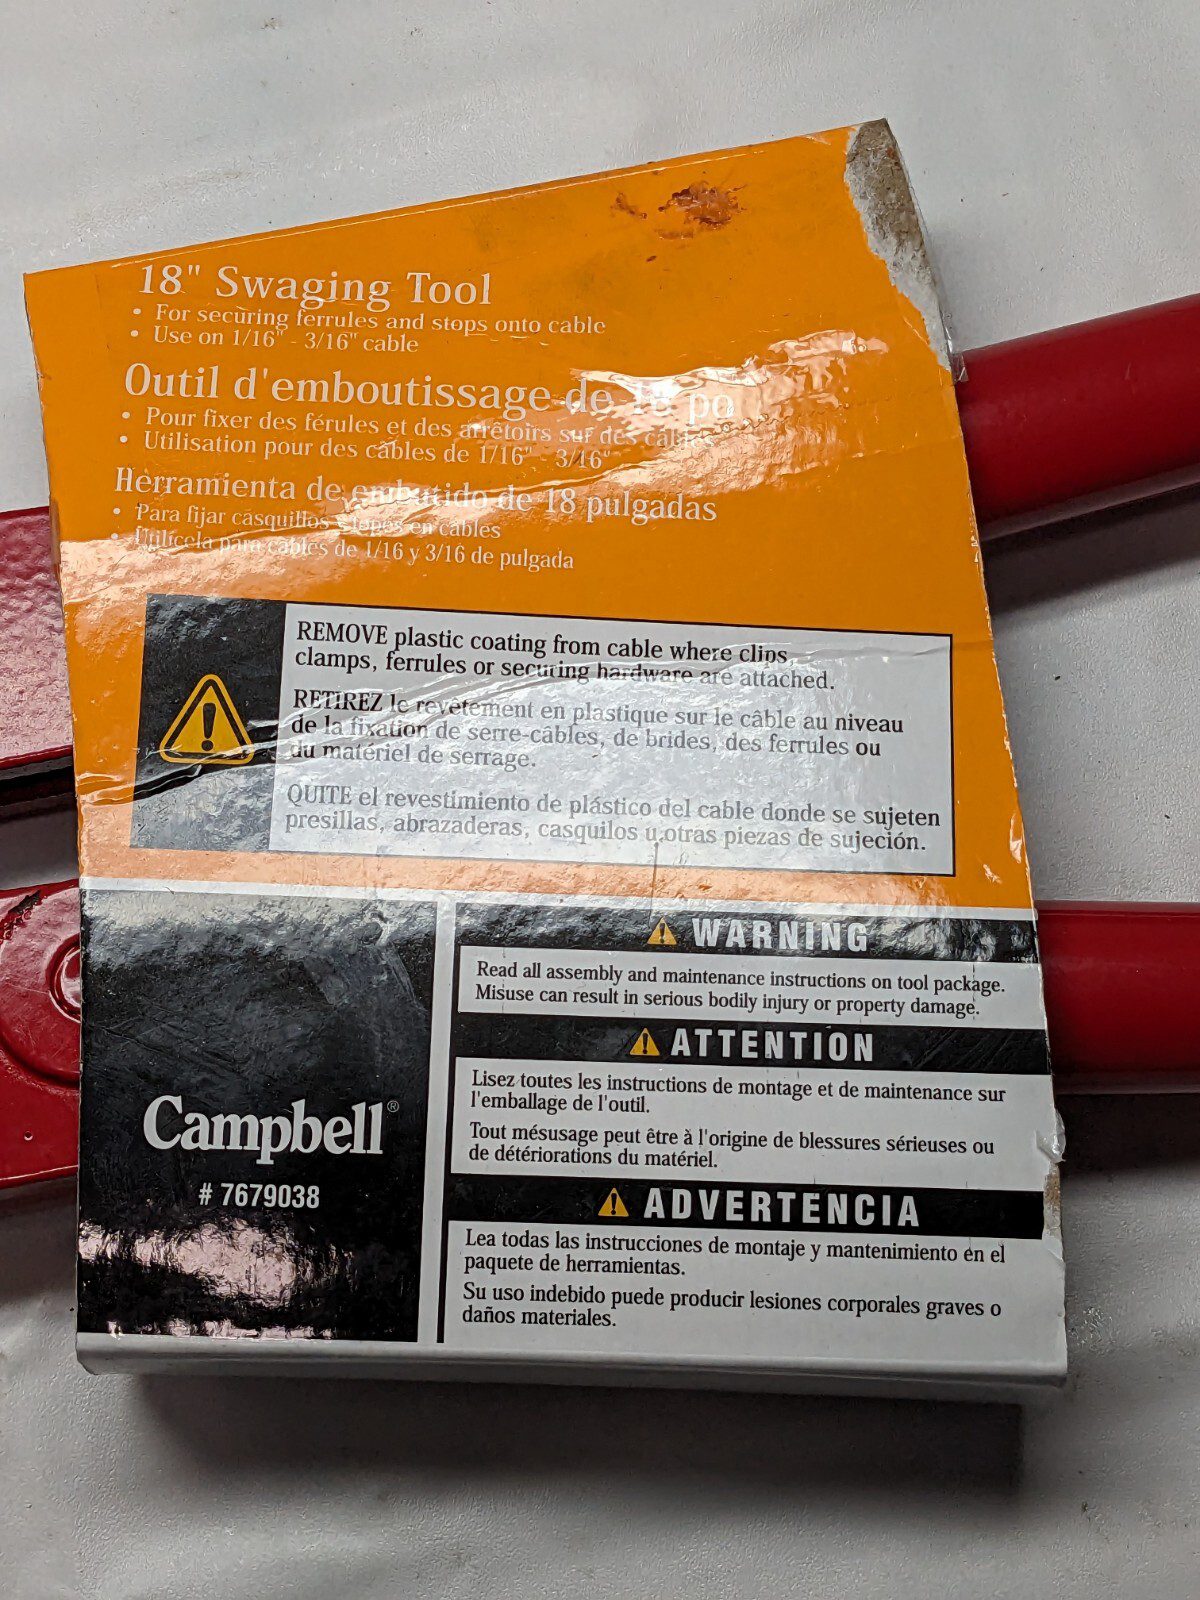 18" Swaging Tool
• For securing ferrules and stops onto cable
• Use on 1/16" - 3/16" cable
Outil d'emboutissage de 18 po
• Pour fixer des férules et des arrêtoirs sur des câbles
• Utilisation pour des câbles de 1/16" - 3/16"
Herramienta de embutido de 18 pulgadas
• Para fijar casquillos y topes en cables
• Utilícela para cables de 1/16 y 3/16 de pulgada
REMOVE plastic coating from cable where clips,
clamps, ferrules or securing hardware are attached.
RETIREZ le revêtement en plastique sur le câble au niveau
de la fixation de serre-câbles, de brides, des ferrules ou
du matériel de serrage.
QUITE el revestimiento de plástico del cable donde se sujeten
presillas, abrazaderas, casquilos u otras piezas de sujeción.
WARNING
Read all assembly and maintenance instructions on tool package.
Misuse can result in serious bodily injury or property damage.
ATTENTION
Lisez toutes les instructions de montage et de maintenance sur
l'emballage de l'outil.
Tout mésusage peut être à l'origine de blessures sérieuses ou
de détériorations du matériel.
ADVERTENCIA
Lea todas las instrucciones de montaje y mantenimiento en el
paquete de herramientas.
Su uso indebido puede producir lesiones corporales graves o
daños materiales.
Campbell®
# 7679038